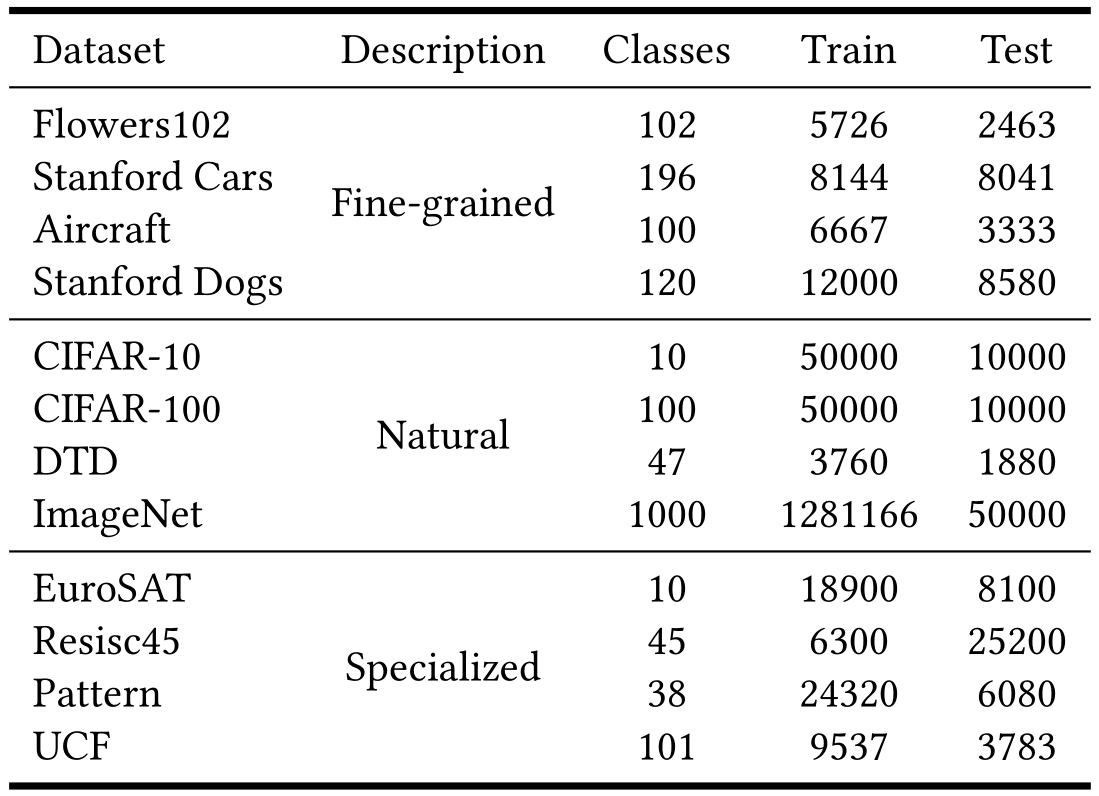 Dataset Description Classes Train Test
Flowers102 102 5726 2463
Stanford Cars 196 8144 8041
Fine-grained
Aircraft 100 6667 3333
Stanford Dogs 120 12000 8580
CIFAR-10 10 50000 10000
CIFAR-100 100 50000 10000
Natural
DTD 47 3760 1880
ImageNet 1000 1281166 50000
EuroSAT 10 18900 8100
Resisc45 45 6300 25200
Specialized
Pattern 38 24320 6080
UCF 101 9537 3783